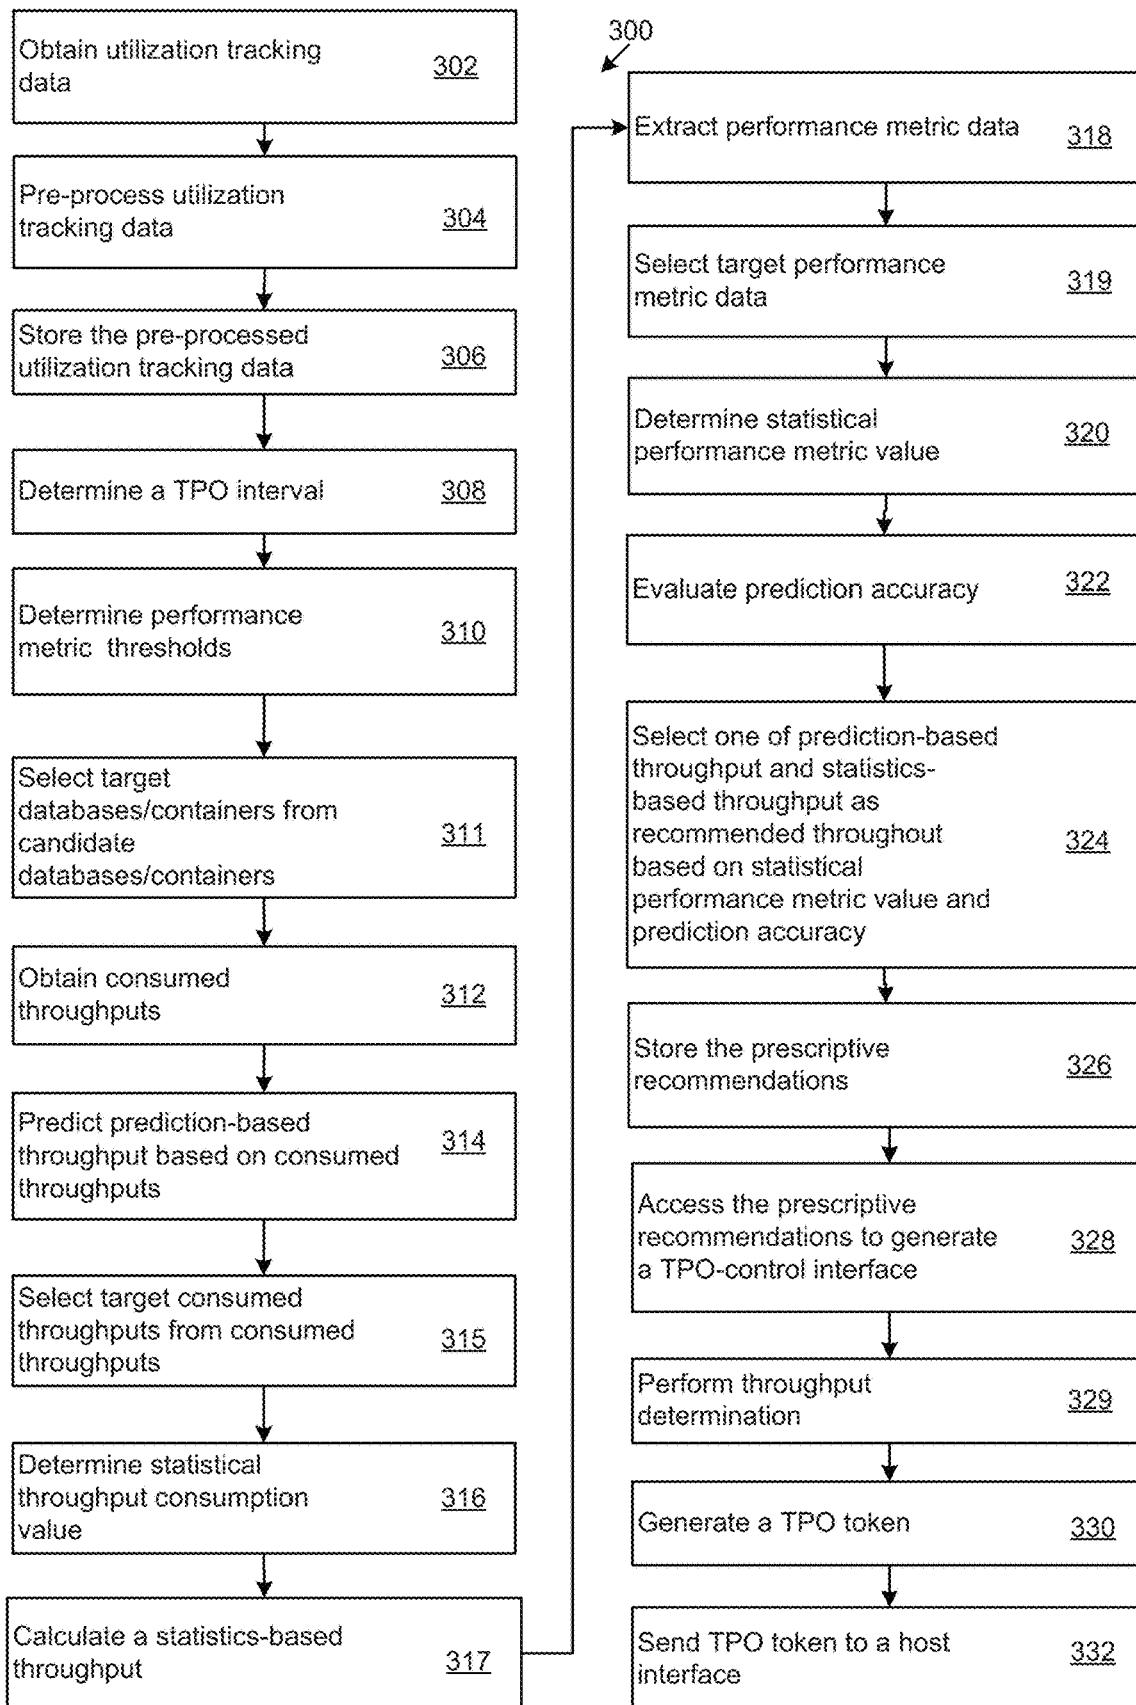 Obtain utilization tracking
data
302
Pre-process utilization
tracking data
304
Store the pre-processed
utilization tracking data
306
Determine a TPO interval
308
Determine performance
metric thresholds
310
Select target
databases/containers from
candidate
databases/containers
311
Obtain consumed
throughputs
312
Predict prediction-based
throughput based on consumed
throughputs
314
Select target consumed
throughputs from consumed
throughputs
315
Determine statistical
throughput consumption
value
316
Calculate a statistics-based
throughput
317
300
Extract performance metric data
318
Select target performance
metric data
319
Determine statistical
performance metric value
320
Evaluate prediction accuracy
322
Select one of prediction-based
throughput and statistics-
based throughput as
recommended throughout
based on statistical
performance metric value and
prediction accuracy
324
Store the prescriptive
recommendations
326
Access the prescriptive
recommendations to generate
a TPO-control interface
328
Perform throughput
determination
329
Generate a TPO token
330
Send TPO token to a host
interface
332